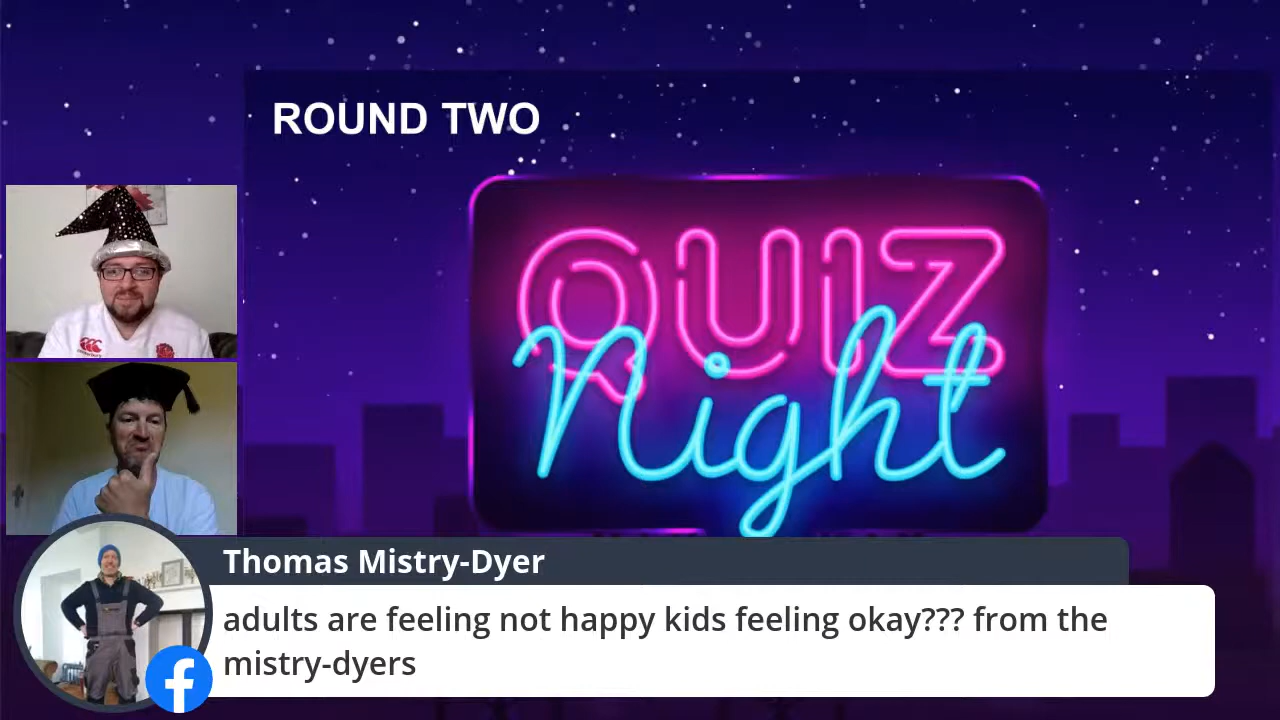 ROUND TWO
QUIZ
Night
Thomas Mistry-Dyer
adults are feeling not happy kids feeling okay??? from the
mistry-dyers